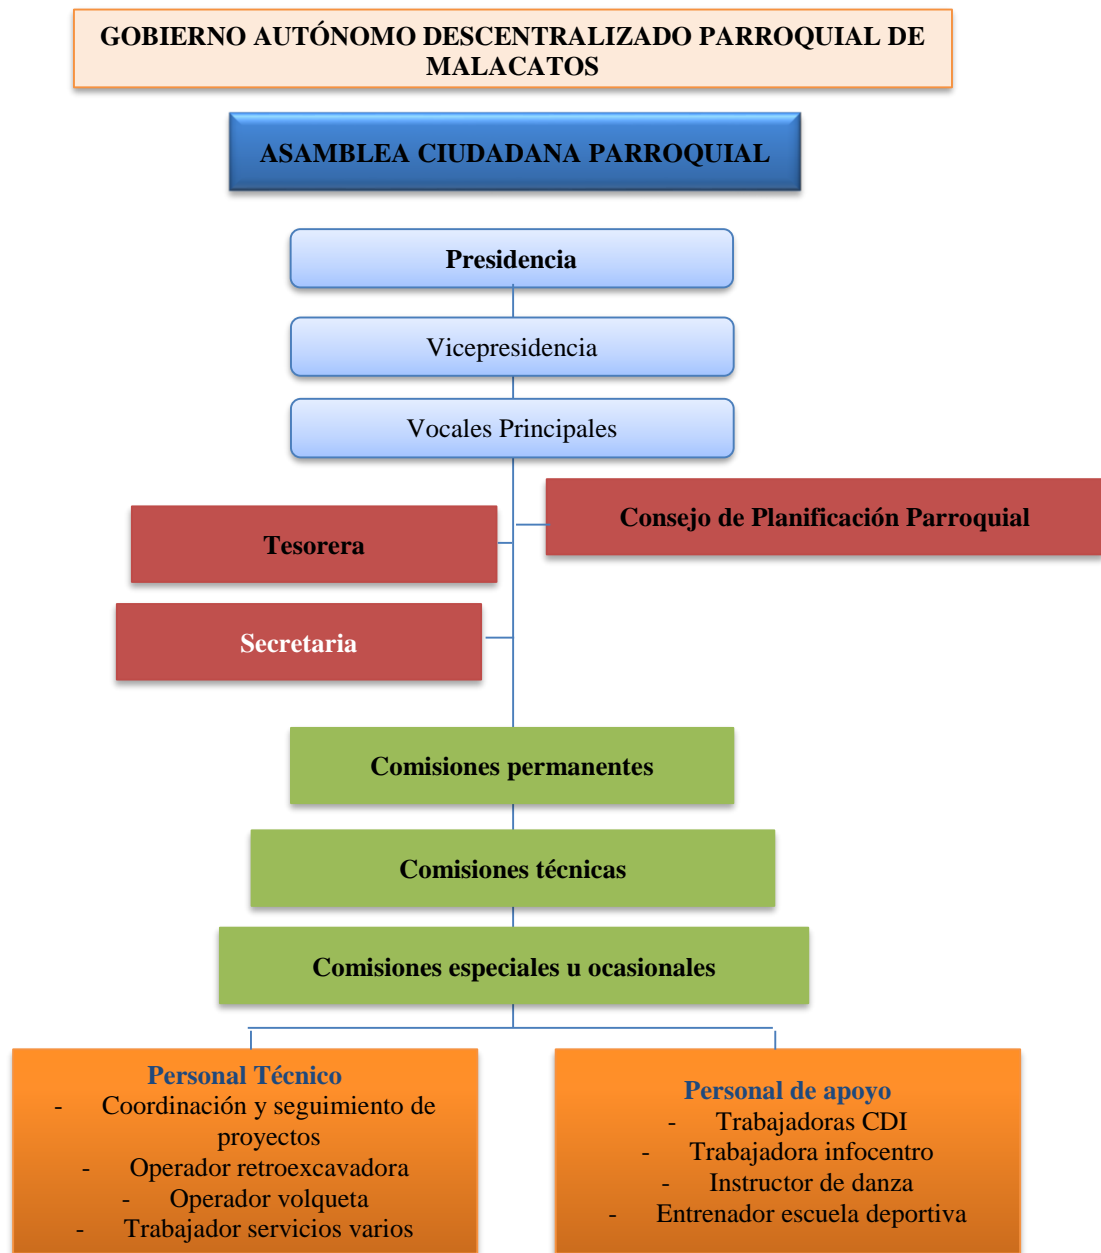 GOBIERNO AUTÓNOMO DESCENTRALIZADO PARROQUIAL DE
MALACATOS
ASAMBLEA CIUDADANA PARROQUIAL
Presidencia
Vicepresidencia
Vocales Principales
Consejo de Planificación Parroquial
Tesorera
Secretaria
Comisiones permanentes
Comisiones técnicas
Comisiones especiales u ocasionales
Personal Técnico
- Coordinación y seguimiento de
proyectos
- Operador retroexcavadora
- Operador volqueta
- Trabajador servicios varios
Personal de apoyo
- Trabajadoras CDI
- Trabajadora infocentro
- Instructor de danza
- Entrenador escuela deportiva